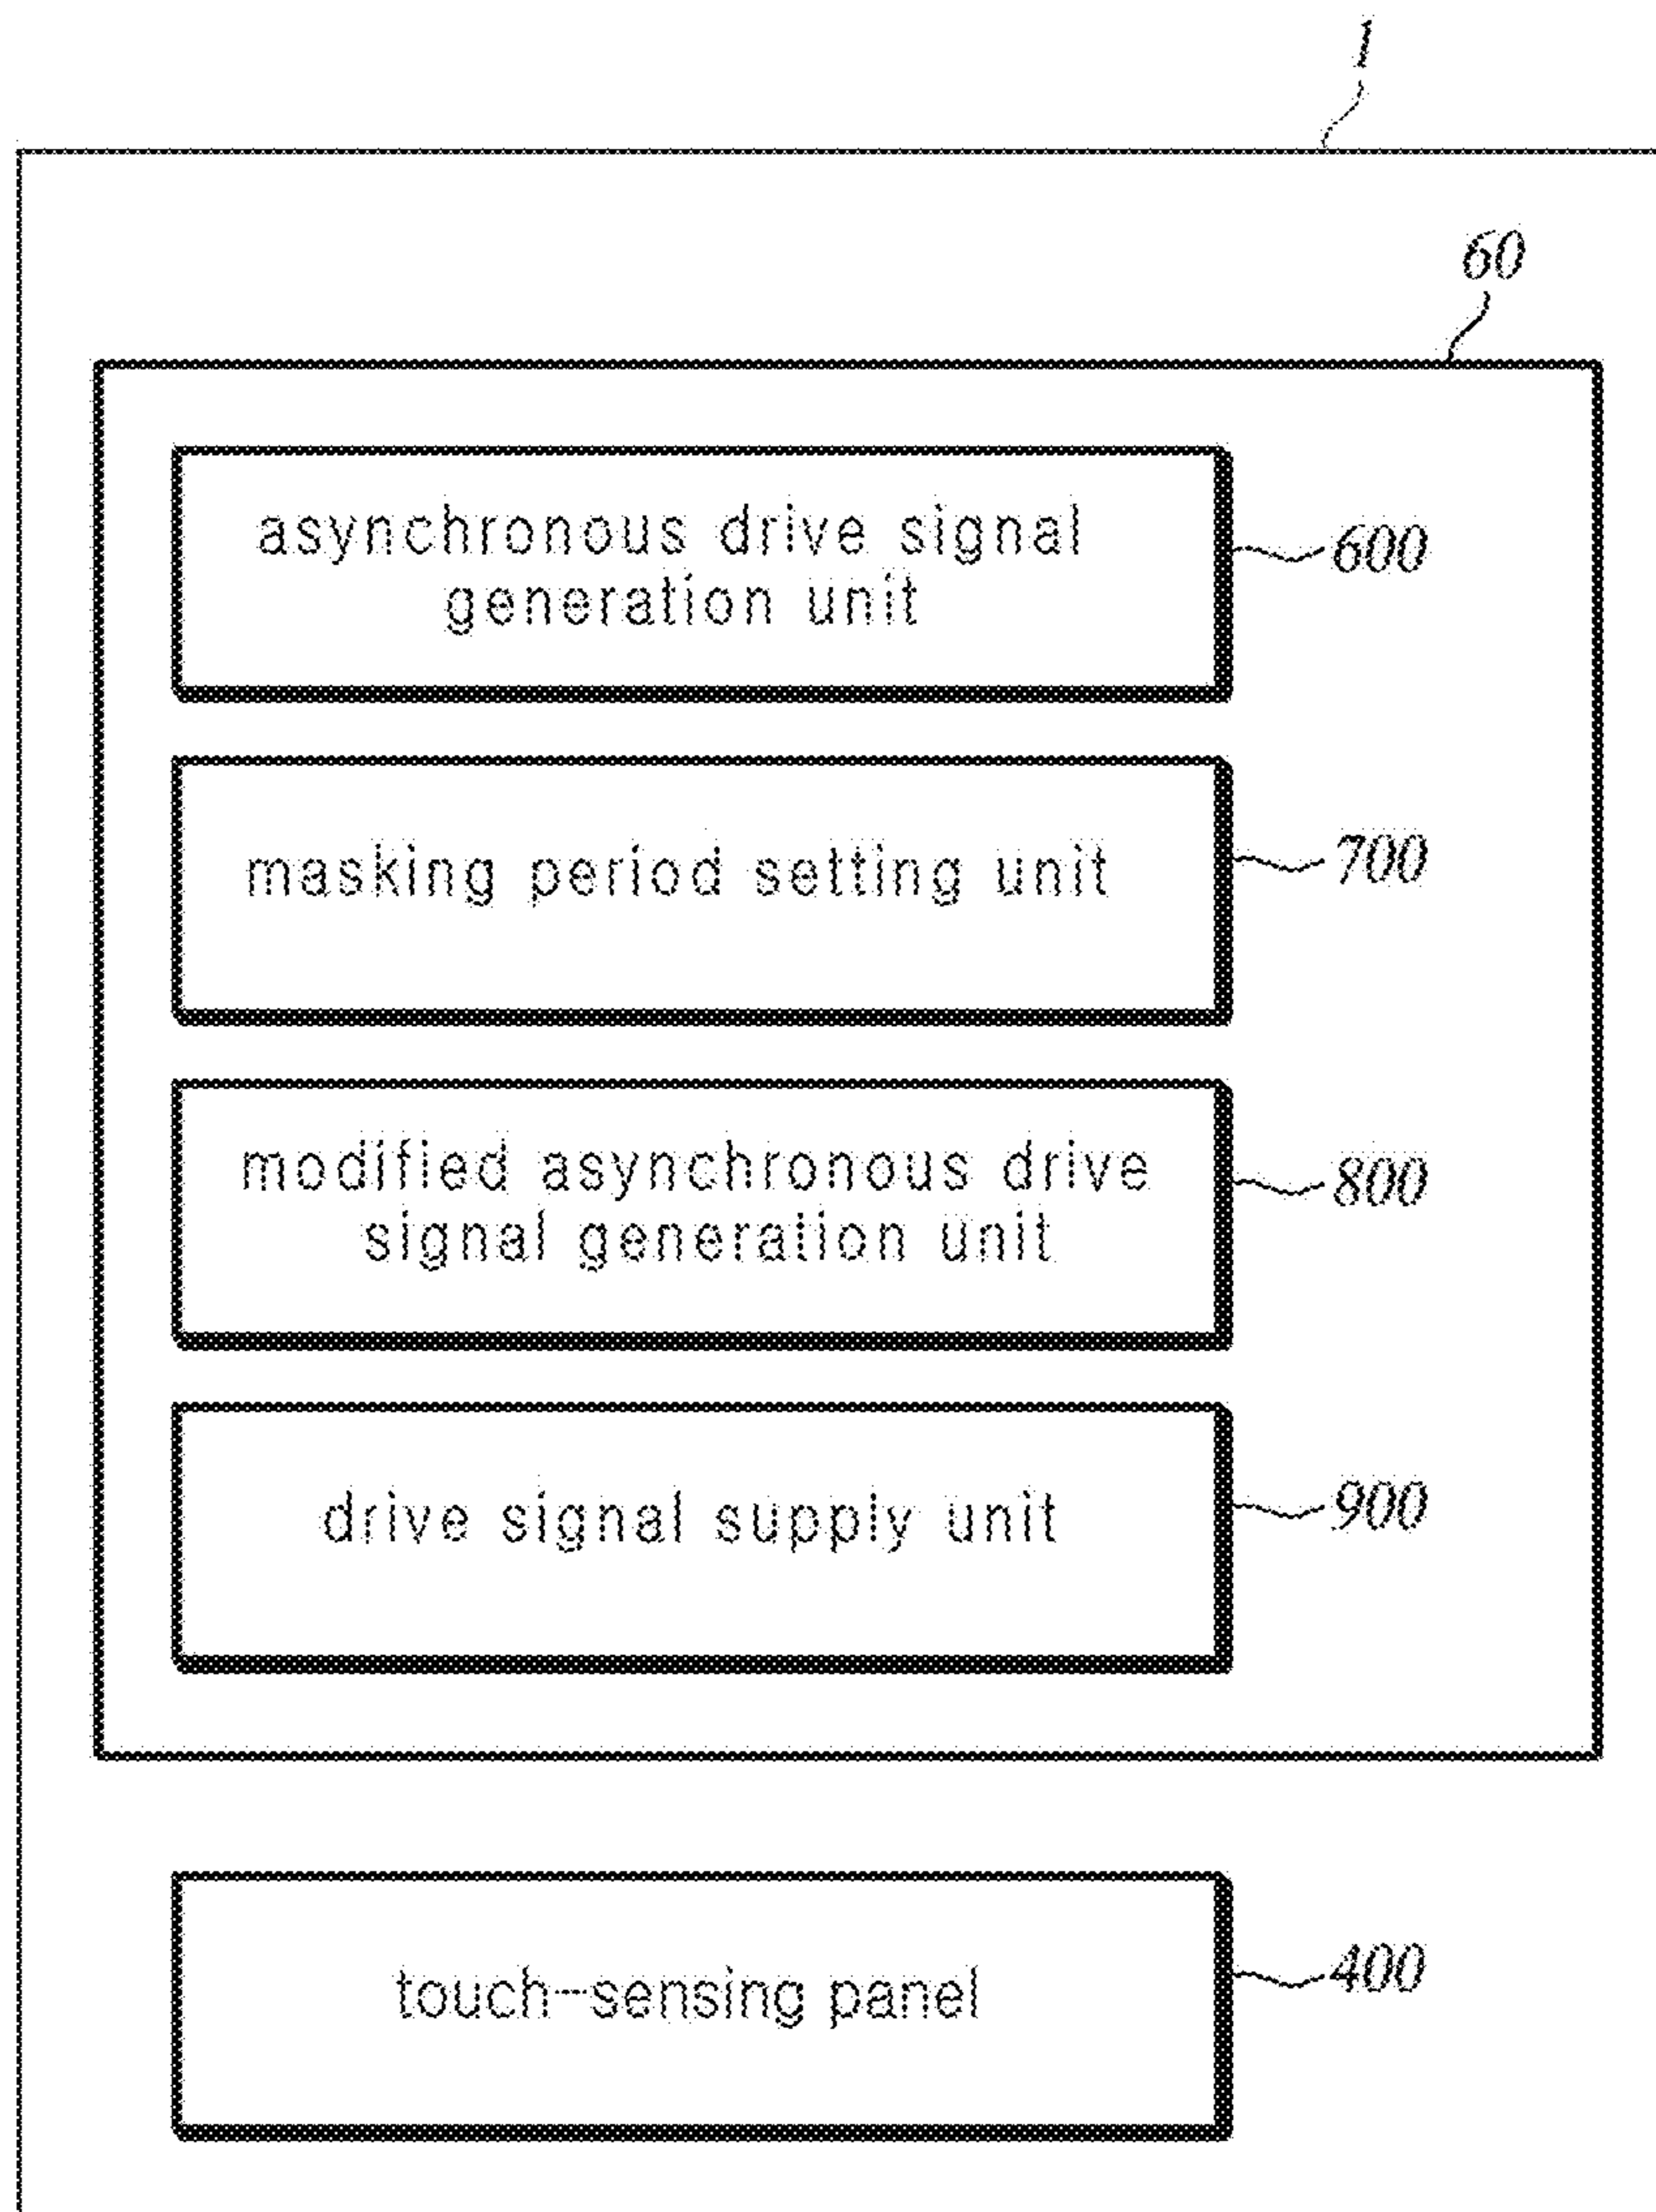 1
60
asynchronous drive signal
generation unit
600
masking period setting unit
700
modified asynchronous drive
signal generation unit
800
drive signal supply unit
900
touch-sensing panel
400